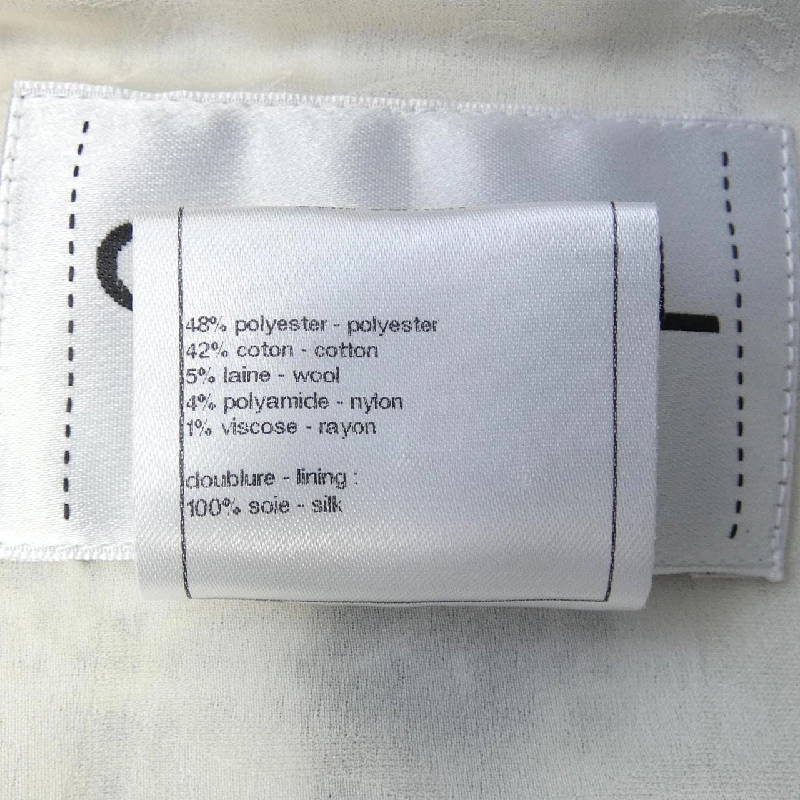 48% polyester - polyester
42% coton - cotton
5% laine - wool
4% polyamide - nylon
1% viscose - rayon
doublure - lining :
100% soie - silk